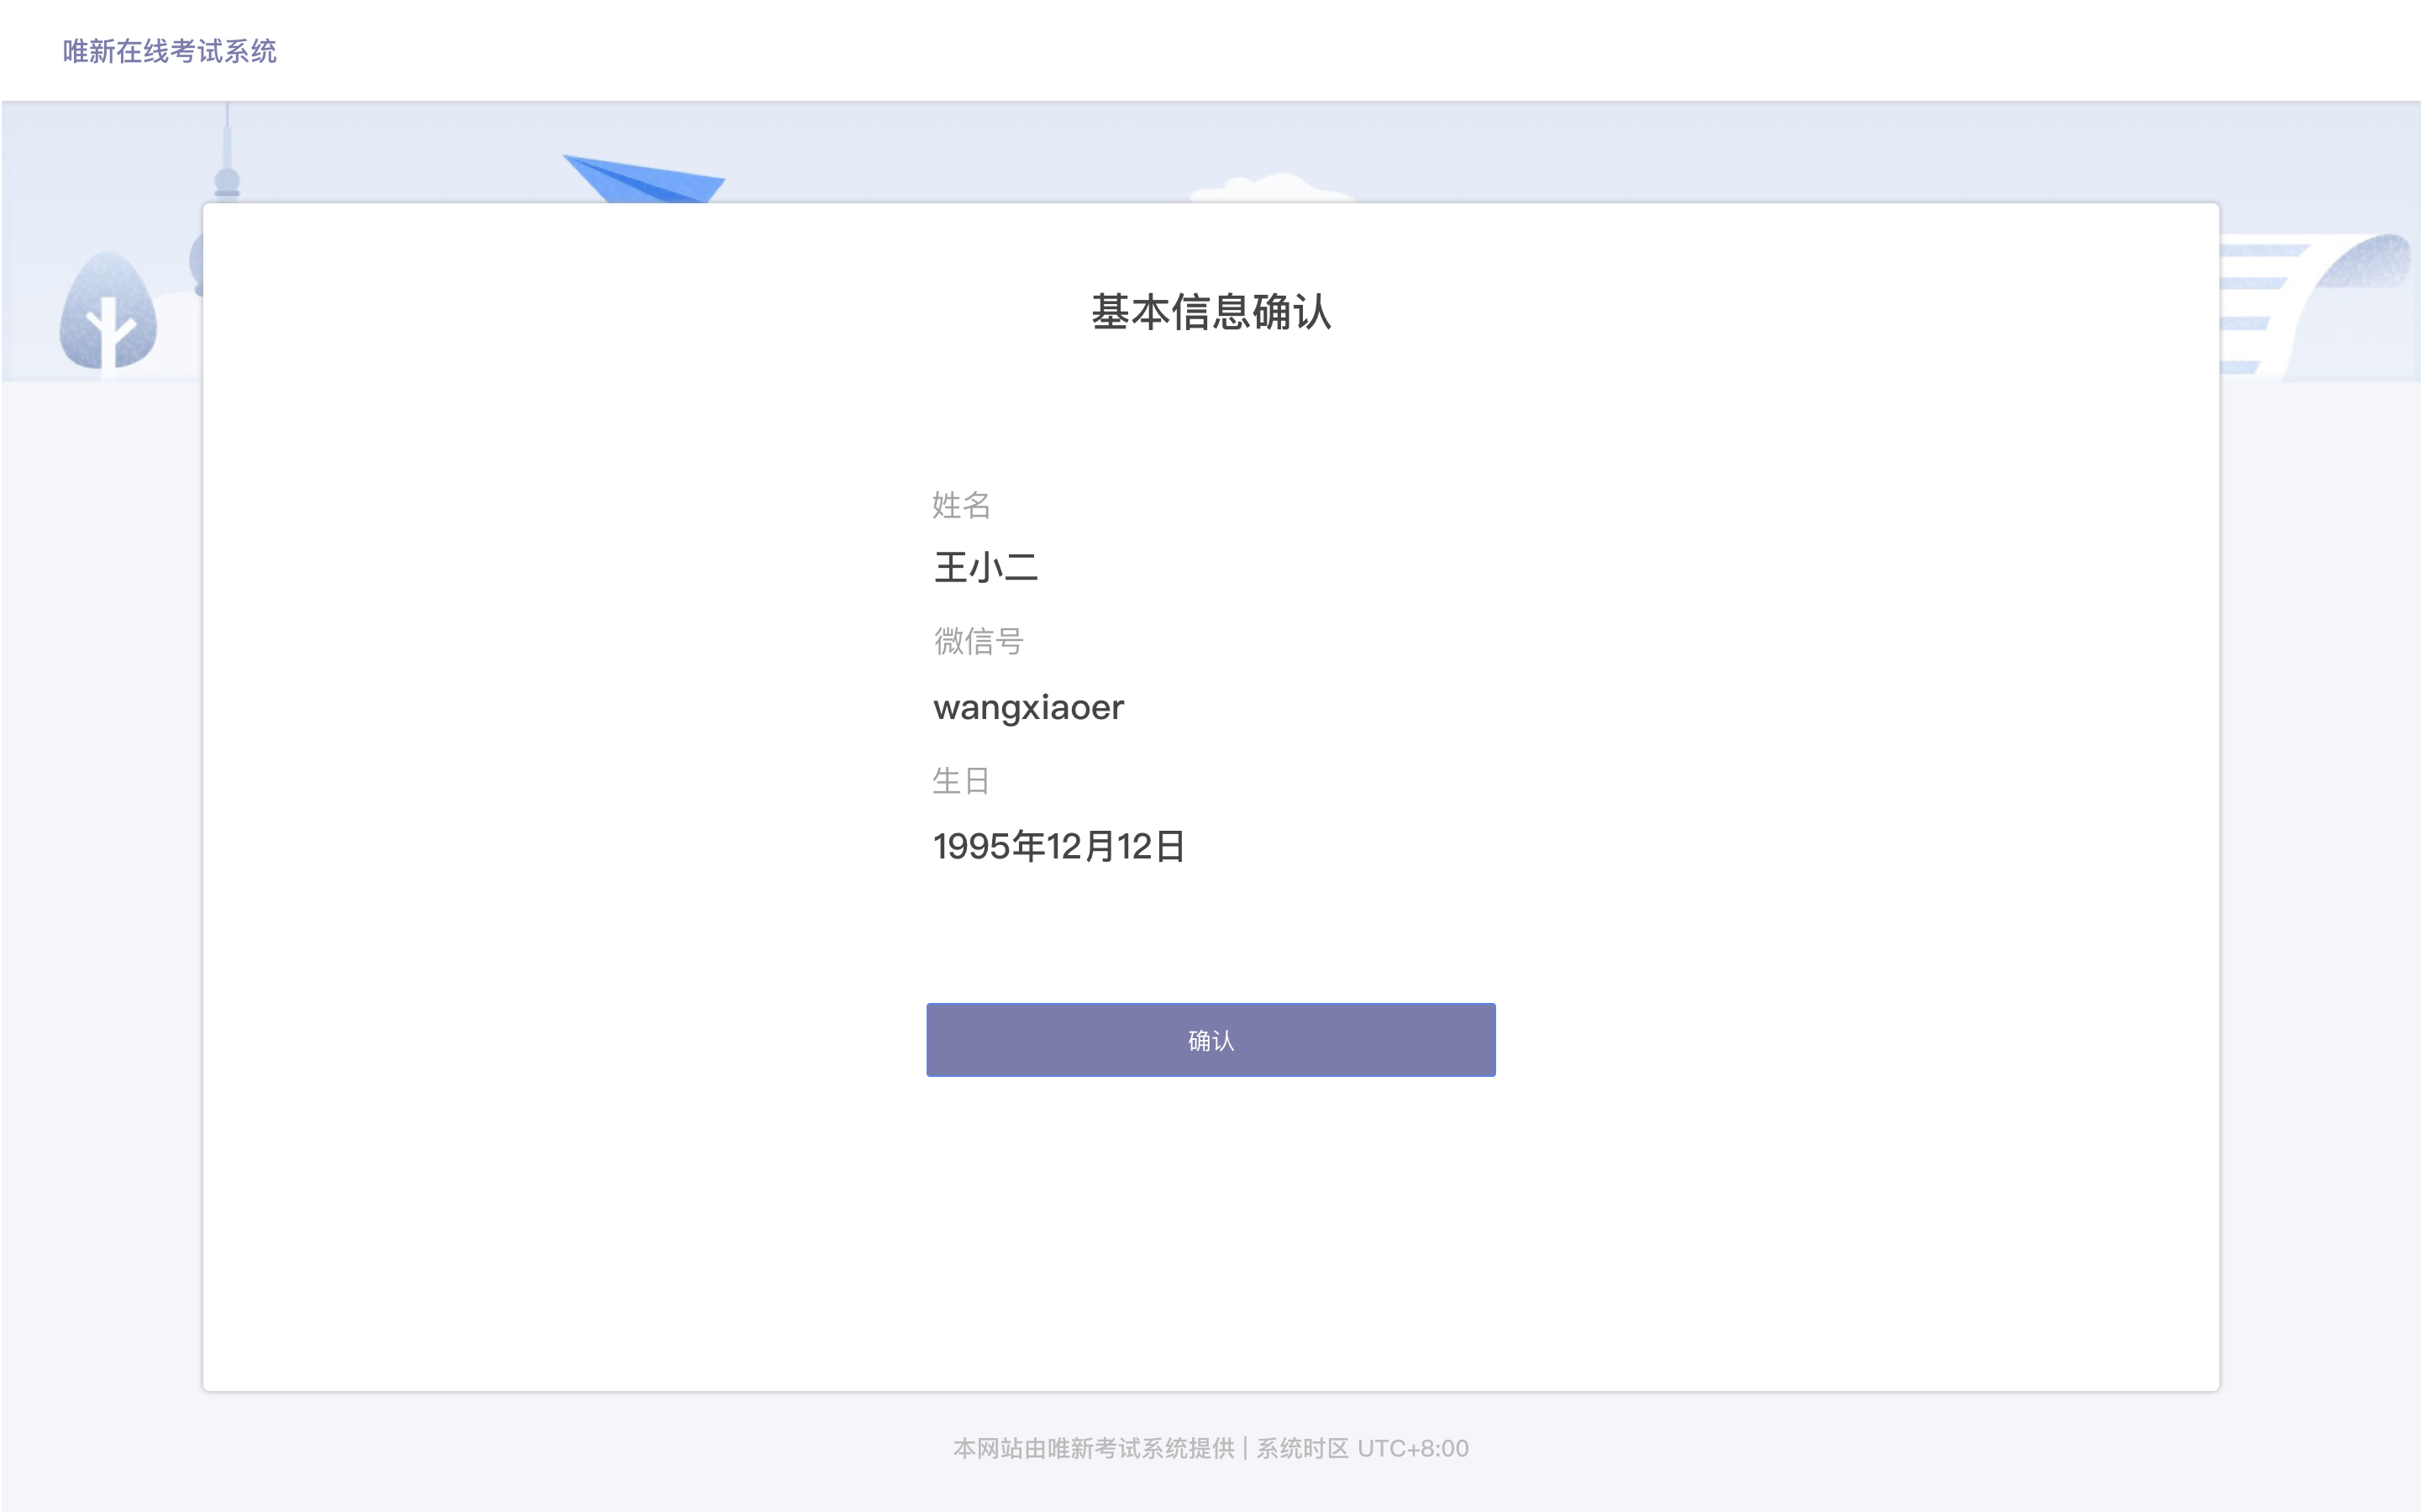 唯新在线考试系统
基本信息确认
姓名
王小二
微信号
wangxiaoer
生日
1995年12月12日
确认
本网站由唯新考试系统提供 | 系统时区 UTC+8:00